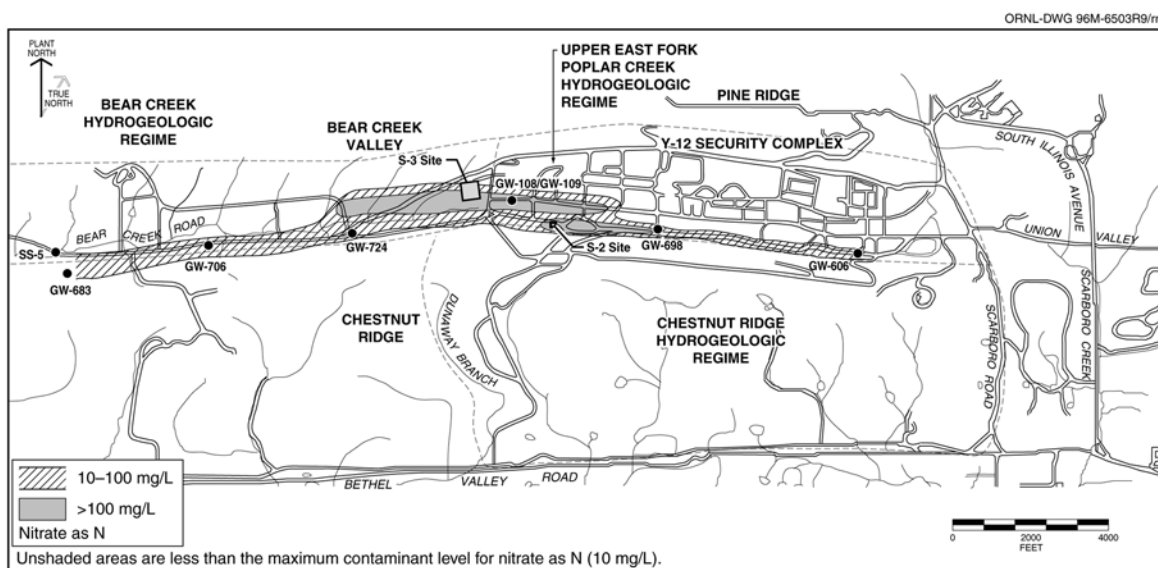 ORNL-DWG 96M-6503R9/rr
PLANT
NORTH
TRUE
NORTH
BEAR CREEK
HYDROGEOLOGIC
REGIME
BEAR CREEK
VALLEY
S-3 Site
UPPER EAST FORK
POPLAR CREEK
HYDROGEOLOGIC
REGIME
PINE RIDGE
Y-12 SECURITY COMPLEX
SOUTH ILLINOIS AVENUE
GW-108/GW-109
BEAR CREEK ROAD
SS-5
GW-683
GW-706
GW-724
S-2 Site
GW-698
GW-606
UNION VALLEY
CHESTNUT
RIDGE
DUNAWAY BRANCH
CHESTNUT RIDGE
HYDROGEOLOGIC
REGIME
SCARBORO ROAD
SCARBORO CREEK
BETHEL VALLEY ROAD
10–100 mg/L
>100 mg/L
Nitrate as N
0 2000 4000
FEET
Unshaded areas are less than the maximum contaminant level for nitrate as N (10 mg/L).